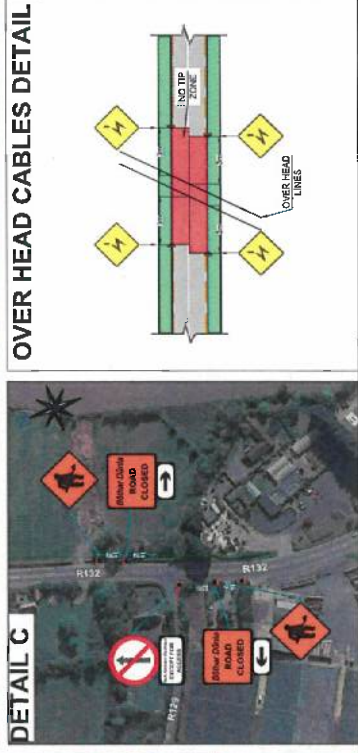 DETAIL C
R132
Bóthar Dúnta
ROAD
CLOSED
EXCEPT FOR
ACCESS
R129
R132
Bóthar Dúnta
ROAD
CLOSED
OVER HEAD CABLES DETAIL
NO TIP
ZONE
OVER HEAD
LINES